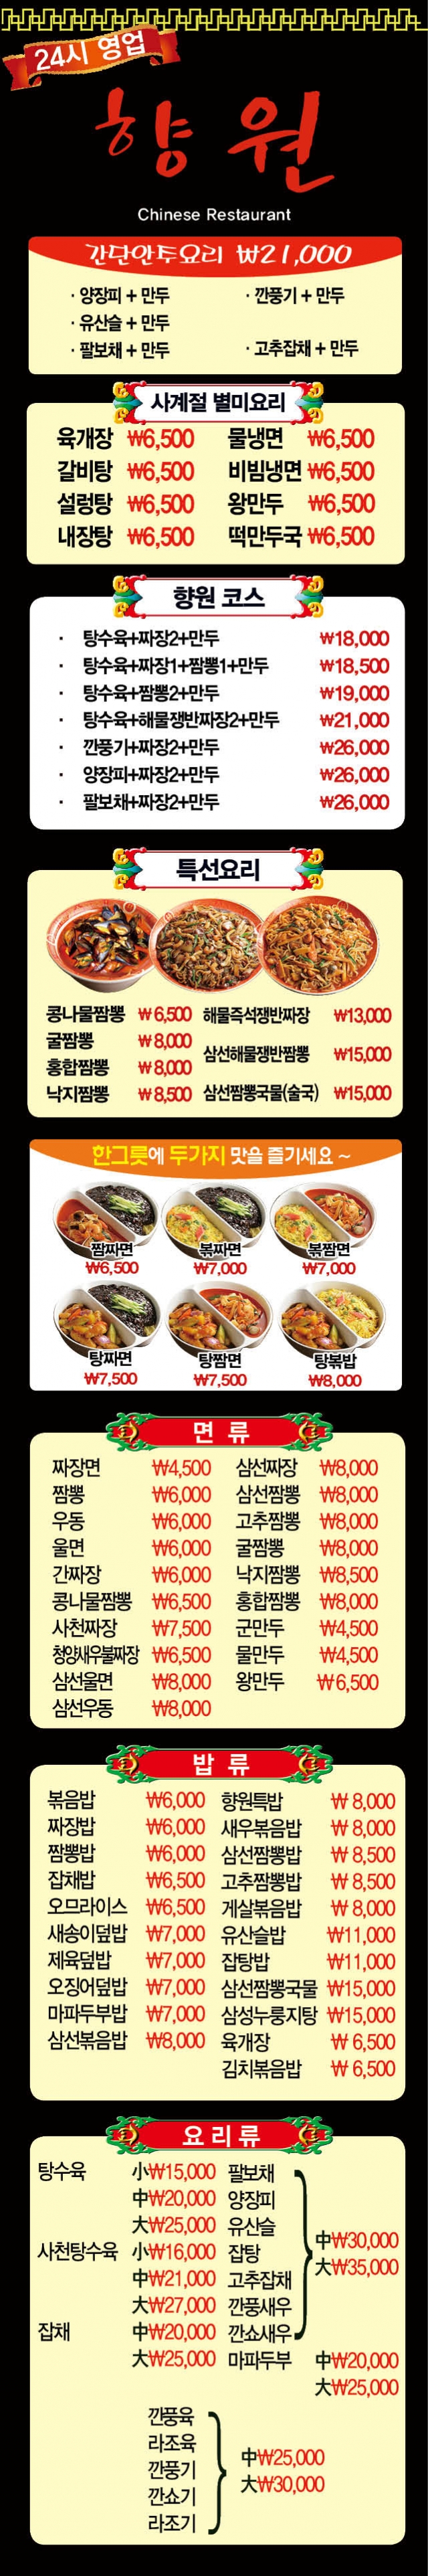 24시 영업
향원
Chinese Restaurant
간단안주요리 ₩21,000
· 양장피 + 만두 · 깐풍기 + 만두
· 유산슬 + 만두
· 팔보채 + 만두 · 고추잡채 + 만두
사계절 별미요리
육개장 ₩6,500 물냉면 ₩6,500
갈비탕 ₩6,500 비빔냉면 ₩6,500
설렁탕 ₩6,500 왕만두 ₩6,500
내장탕 ₩6,500 떡만두국 ₩6,500
향원 코스
· 탕수육+짜장2+만두 ₩18,000
· 탕수육+짜장1+짬뽕1+만두 ₩18,500
· 탕수육+짬뽕2+만두 ₩19,000
· 탕수육+해물쟁반짜장2+만두 ₩21,000
· 깐풍기+짜장2+만두 ₩26,000
· 양장피+짜장2+만두 ₩26,000
· 팔보채+짜장2+만두 ₩26,000
특선요리
콩나물짬뽕 ₩6,500 해물즉석쟁반짜장 ₩13,000
굴짬뽕 ₩8,000
삼선해물쟁반짬뽕 ₩15,000
홍합짬뽕 ₩8,000
낙지짬뽕 ₩8,500 삼선짬뽕국물(술국) ₩15,000
한그릇에 두가지 맛을 즐기세요 ~
짬짜면 볶짜면 볶짬면
₩6,500 ₩7,000 ₩7,000
탕짜면 탕짬면 탕볶밥
₩7,500 ₩7,500 ₩8,000
면 류
짜장면 ₩4,500 삼선짜장 ₩8,000
짬뽕 ₩6,000 삼선짬뽕 ₩8,000
우동 ₩6,000 고추짬뽕 ₩8,000
울면 ₩6,000 굴짬뽕 ₩8,000
간짜장 ₩6,000 낙지짬뽕 ₩8,500
콩나물짬뽕 ₩6,500 홍합짬뽕 ₩8,000
사천짜장 ₩7,500 군만두 ₩4,500
청양새우불짜장 ₩6,500 물만두 ₩4,500
삼선울면 ₩8,000 왕만두 ₩6,500
삼선우동 ₩8,000
밥 류
볶음밥 ₩6,000 향원특밥 ₩ 8,000
짜장밥 ₩6,000 새우볶음밥 ₩ 8,000
짬뽕밥 ₩6,000 삼선짬뽕밥 ₩ 8,500
잡채밥 ₩6,500 고추짬뽕밥 ₩ 8,500
오므라이스 ₩6,500 게살볶음밥 ₩ 8,000
새송이덮밥 ₩7,000 유산슬밥 ₩11,000
제육덮밥 ₩7,000 잡탕밥 ₩11,000
오징어덮밥 ₩7,000 삼선짬뽕국물 ₩15,000
마파두부밥 ₩7,000 삼성누룽지탕 ₩15,000
삼선볶음밥 ₩8,000 육개장 ₩ 6,500
김치볶음밥 ₩ 6,500
요 리 류
탕수육 小₩15,000 팔보채
中₩20,000 양장피
大₩25,000 유산슬
中₩30,000
사천탕수육 小₩16,000 잡탕
大₩35,000
中₩21,000 고추잡채
大₩27,000 깐풍새우
잡채 中₩20,000 깐쇼새우
大₩25,000 마파두부 中₩20,000
大₩25,000
깐풍육
라조육
깐풍기 中₩25,000
깐쇼기 大₩30,000
라조기